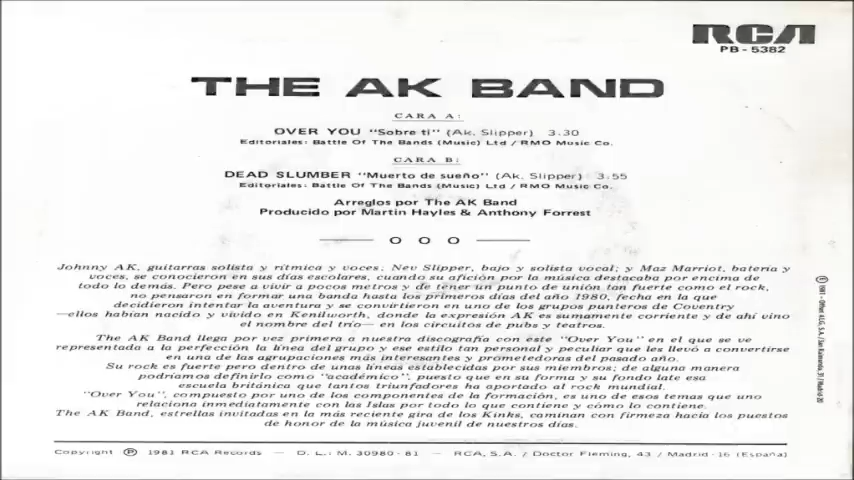 RCA
PB - 5382
THE AK BAND
CARA A:
OVER YOU "Sobre ti" (Ak. Slipper) 3.30
Editoriales: Battle Of The Bands (Music) Ltd / RMO Music Co.
CARA B:
DEAD SLUMBER "Muerto de sueño" (Ak. Slipper) 3.55
Editoriales: Battle Of The Bands (Music) Ltd / RMO Music Co.
Arreglos por The AK Band
Producido por Martin Hayles & Anthony Forrest
Johnny AK, guitarras solista y rítmica y voces; Nev Slipper, bajo y solista vocal; y Maz Marriot, batería y
voces, se conocieron en sus días escolares, cuando su afición por la música destacaba por encima de
todo lo demás. Pero pese a vivir a pocos metros y de tener un punto de unión tan fuerte como el rock,
no pensaron en formar una banda hasta los primeros días del año 1980, fecha en la que
decidieron intentar la aventura y se convirtieron en uno de los grupos punteros de Coventry
—ellos habían nacido y vivido en Kenilworth, donde la expresión AK es sumamente corriente y de ahí vino
el nombre del trío— en los circuitos de pubs y teatros.
The AK Band llega por vez primera a nuestra discografía con este "Over You" en el que se ve
representada a la perfección la línea del grupo y ese estilo tan personal y peculiar que les llevó a convertirse
en una de las agrupaciones más interesantes y prometedoras del pasado año.
Su rock es fuerte pero dentro de unas líneas establecidas por sus miembros; de alguna manera
podríamos definirlo como "académico", puesto que en su forma y su fondo late esa
escuela británica que tantos triunfadores ha aportado al rock mundial.
"Over You", compuesto por uno de los componentes de la formación, es uno de esos temas que uno
relaciona inmediatamente con las Islas por todo lo que contiene y cómo lo contiene.
The AK Band, estrellas invitadas en la más reciente gira de los Kinks, caminan con firmeza hacia los puestos
de honor de la música juvenil de nuestros días.
Copyright Ⓟ 1981 RCA Records — D. L.: M. 30980 - 81 — RCA, S.A. / Doctor Fleming, 43 / Madrid - 16 (España)